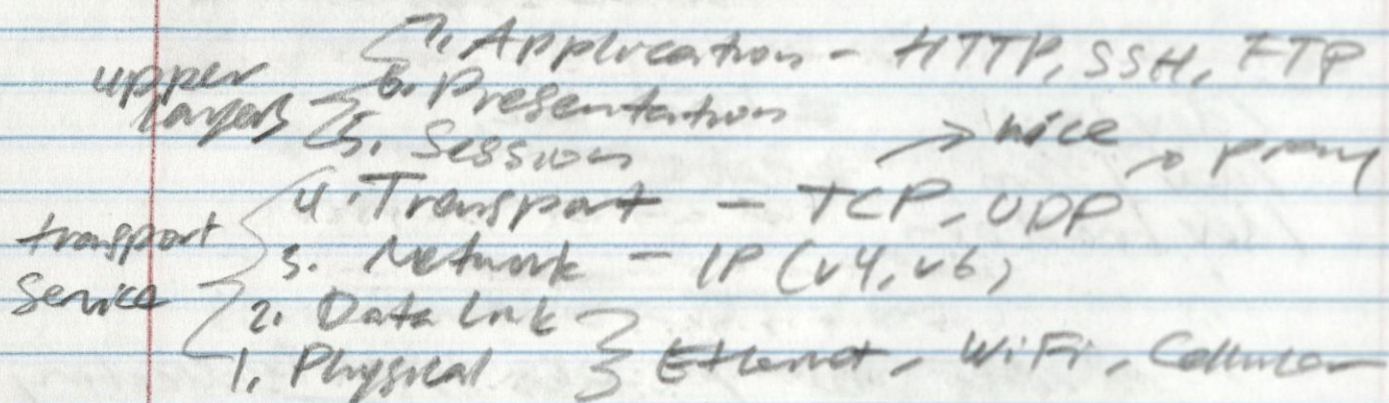 7. Application - HTTP, SSH, FTP
upper
layers
6. Presentation
5. Session
nice
4. Transport - TCP, UDP
transport
service
3. Network - IP (v4, v6)
2. Data Link
1. Physical
Ethernet, WiFi, Cellular